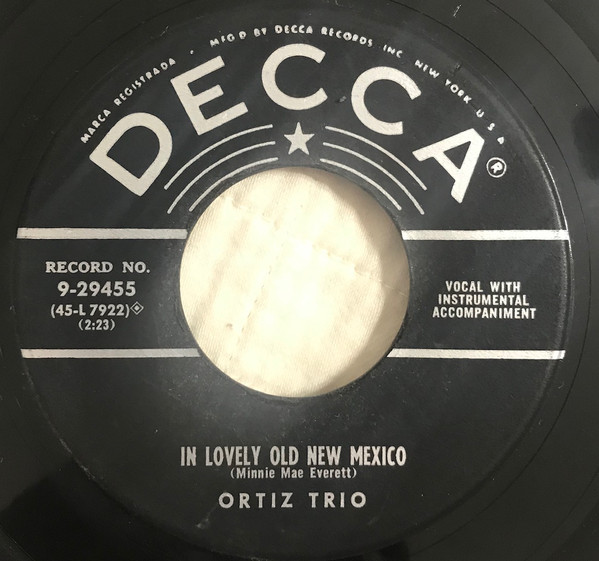 MARCA REGISTRADA • MFG'D BY DECCA RECORDS INC. NEW YORK U S A
DECCA®
RECORD NO.
9-29455
(45-L 7922)
(2:23)
VOCAL WITH
INSTRUMENTAL
ACCOMPANIMENT
IN LOVELY OLD NEW MEXICO
(Minnie Mae Everett)
ORTIZ TRIO